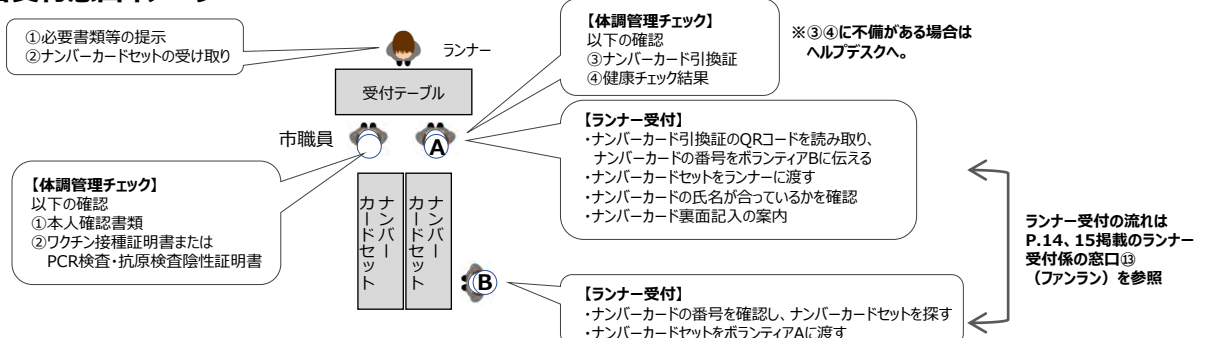 ①必要書類等の提示
②ナンバーカードセットの受け取り
ランナー
【体調管理チェック】
以下の確認
③ナンバーカード引換証
④健康チェック結果
※③④に不備がある場合は
ヘルプデスクへ。
受付テーブル
市職員
A
【ランナー受付】
・ナンバーカード引換証のQRコードを読み取り、
ナンバーカードの番号をボランティアBに伝える
・ナンバーカードセットをランナーに渡す
・ナンバーカードの氏名が合っているかを確認
・ナンバーカード裏面記入の案内
【体調管理チェック】
以下の確認
①本人確認書類
②ワクチン接種証明書または
PCR検査・抗原検査陰性証明書
ナンバー
カードセット
ナンバー
カードセット
B
ランナー受付の流れは
P.14、15掲載のランナー
受付係の窓口⑬
（ファンラン）を参照
【ランナー受付】
・ナンバーカードの番号を確認し、ナンバーカードセットを探す
・ナンバーカードセットをボランティアAに渡す